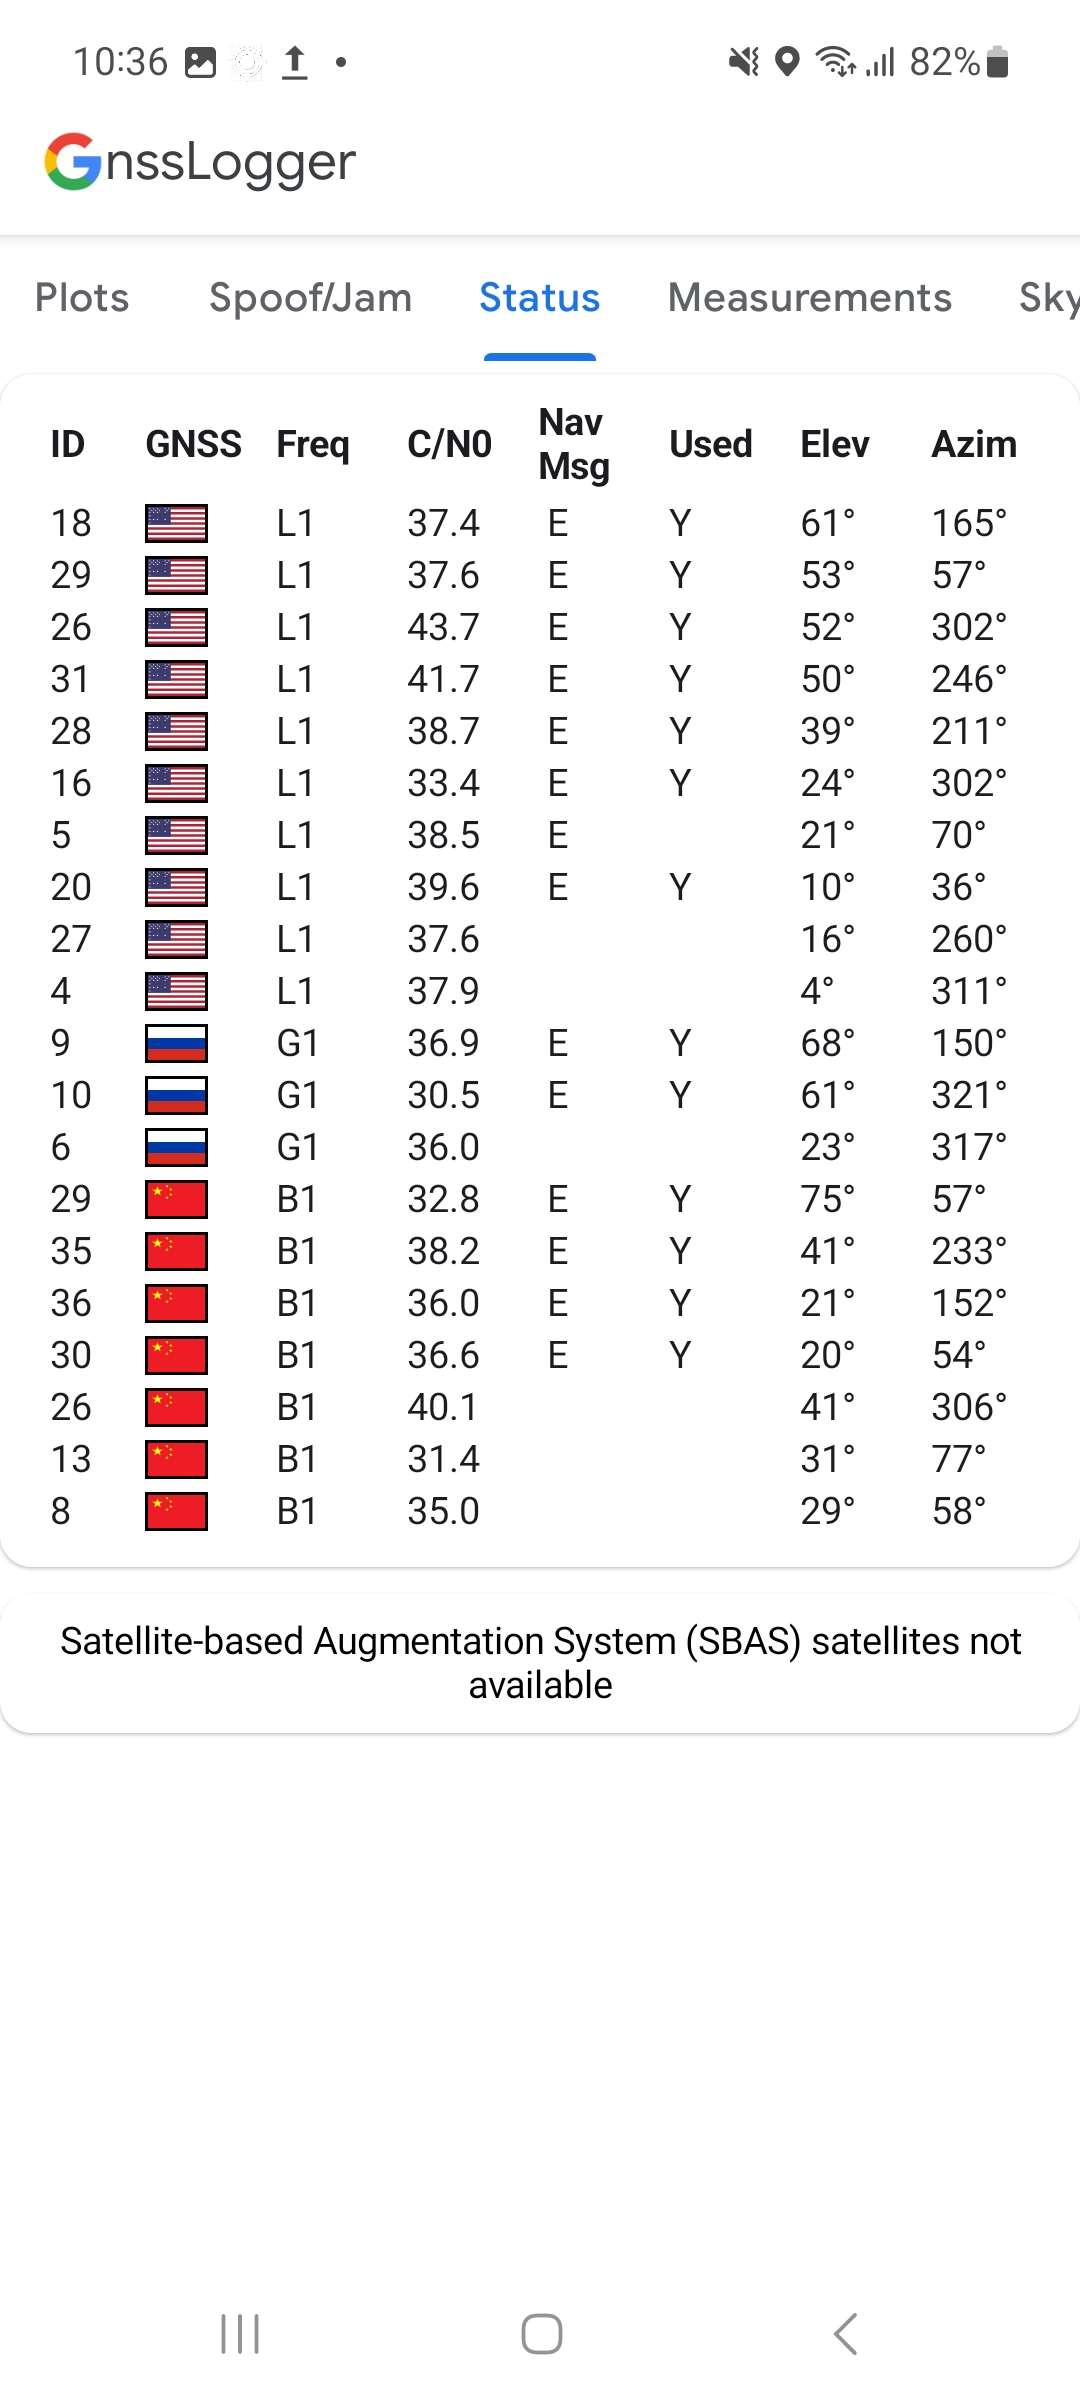 10:36 82%
GnssLogger
Plots Spoof/Jam Status Measurements Sky
ID GNSS Freq C/N0 Nav Msg Used Elev Azim
18 L1 37.4 E Y 61° 165°
29 L1 37.6 E Y 53° 57°
26 L1 43.7 E Y 52° 302°
31 L1 41.7 E Y 50° 246°
28 L1 38.7 E Y 39° 211°
16 L1 33.4 E Y 24° 302°
5 L1 38.5 E 21° 70°
20 L1 39.6 E Y 10° 36°
27 L1 37.6 16° 260°
4 L1 37.9 4° 311°
9 G1 36.9 E Y 68° 150°
10 G1 30.5 E Y 61° 321°
6 G1 36.0 23° 317°
29 B1 32.8 E Y 75° 57°
35 B1 38.2 E Y 41° 233°
36 B1 36.0 E Y 21° 152°
30 B1 36.6 E Y 20° 54°
26 B1 40.1 41° 306°
13 B1 31.4 31° 77°
8 B1 35.0 29° 58°
Satellite-based Augmentation System (SBAS) satellites not
available